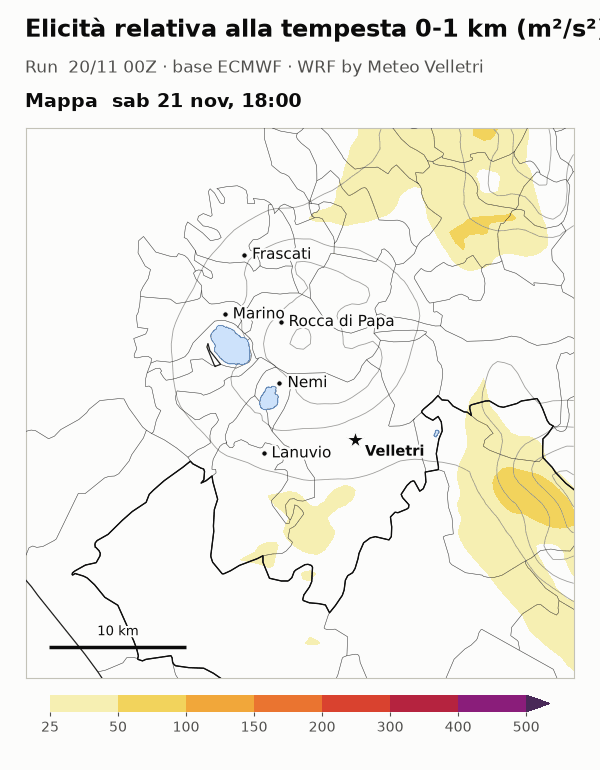 Elicità relativa alla tempesta 0-1 km (m²/s²)
Run 20/11 00Z · base ECMWF · WRF by Meteo Velletri
Mappa sab 21 nov, 18:00
Frascati
Marino
Rocca di Papa
Nemi
Velletri
Lanuvio
10 km
25 50 100 150 200 300 400 500